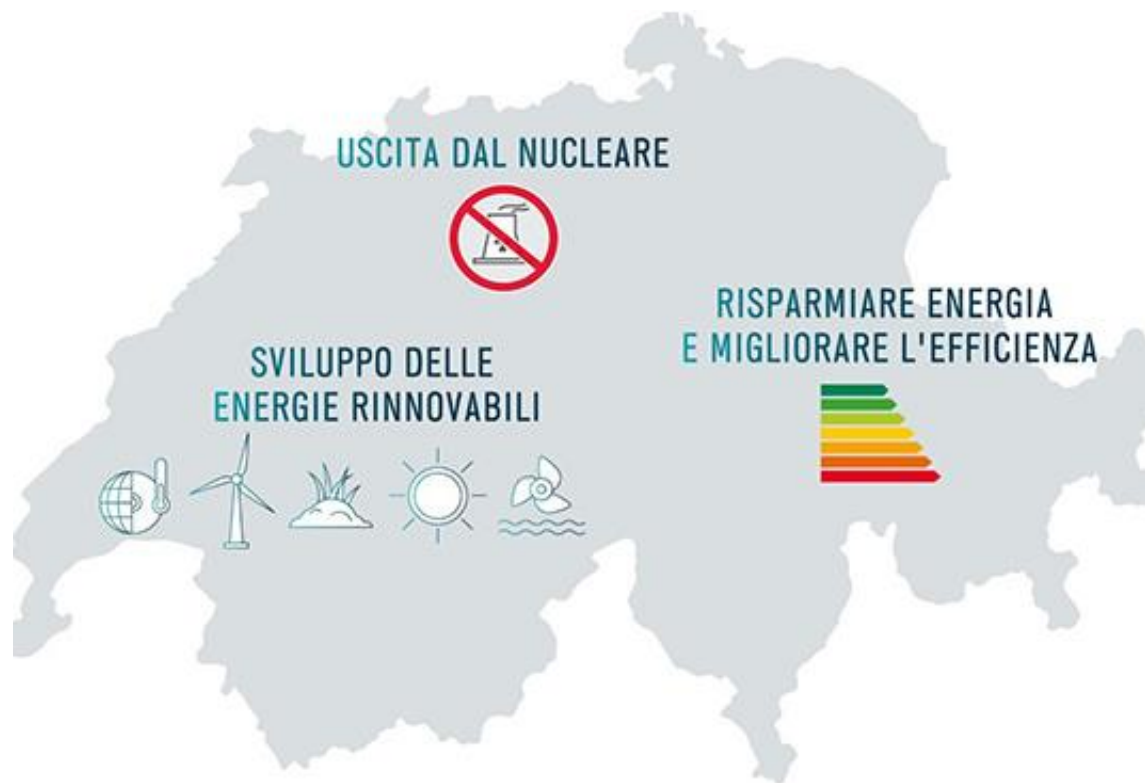 USCITA DAL NUCLEARE
RISPARMIARE ENERGIA
E MIGLIORARE L'EFFICIENZA
SVILUPPO DELLE
ENERGIE RINNOVABILI